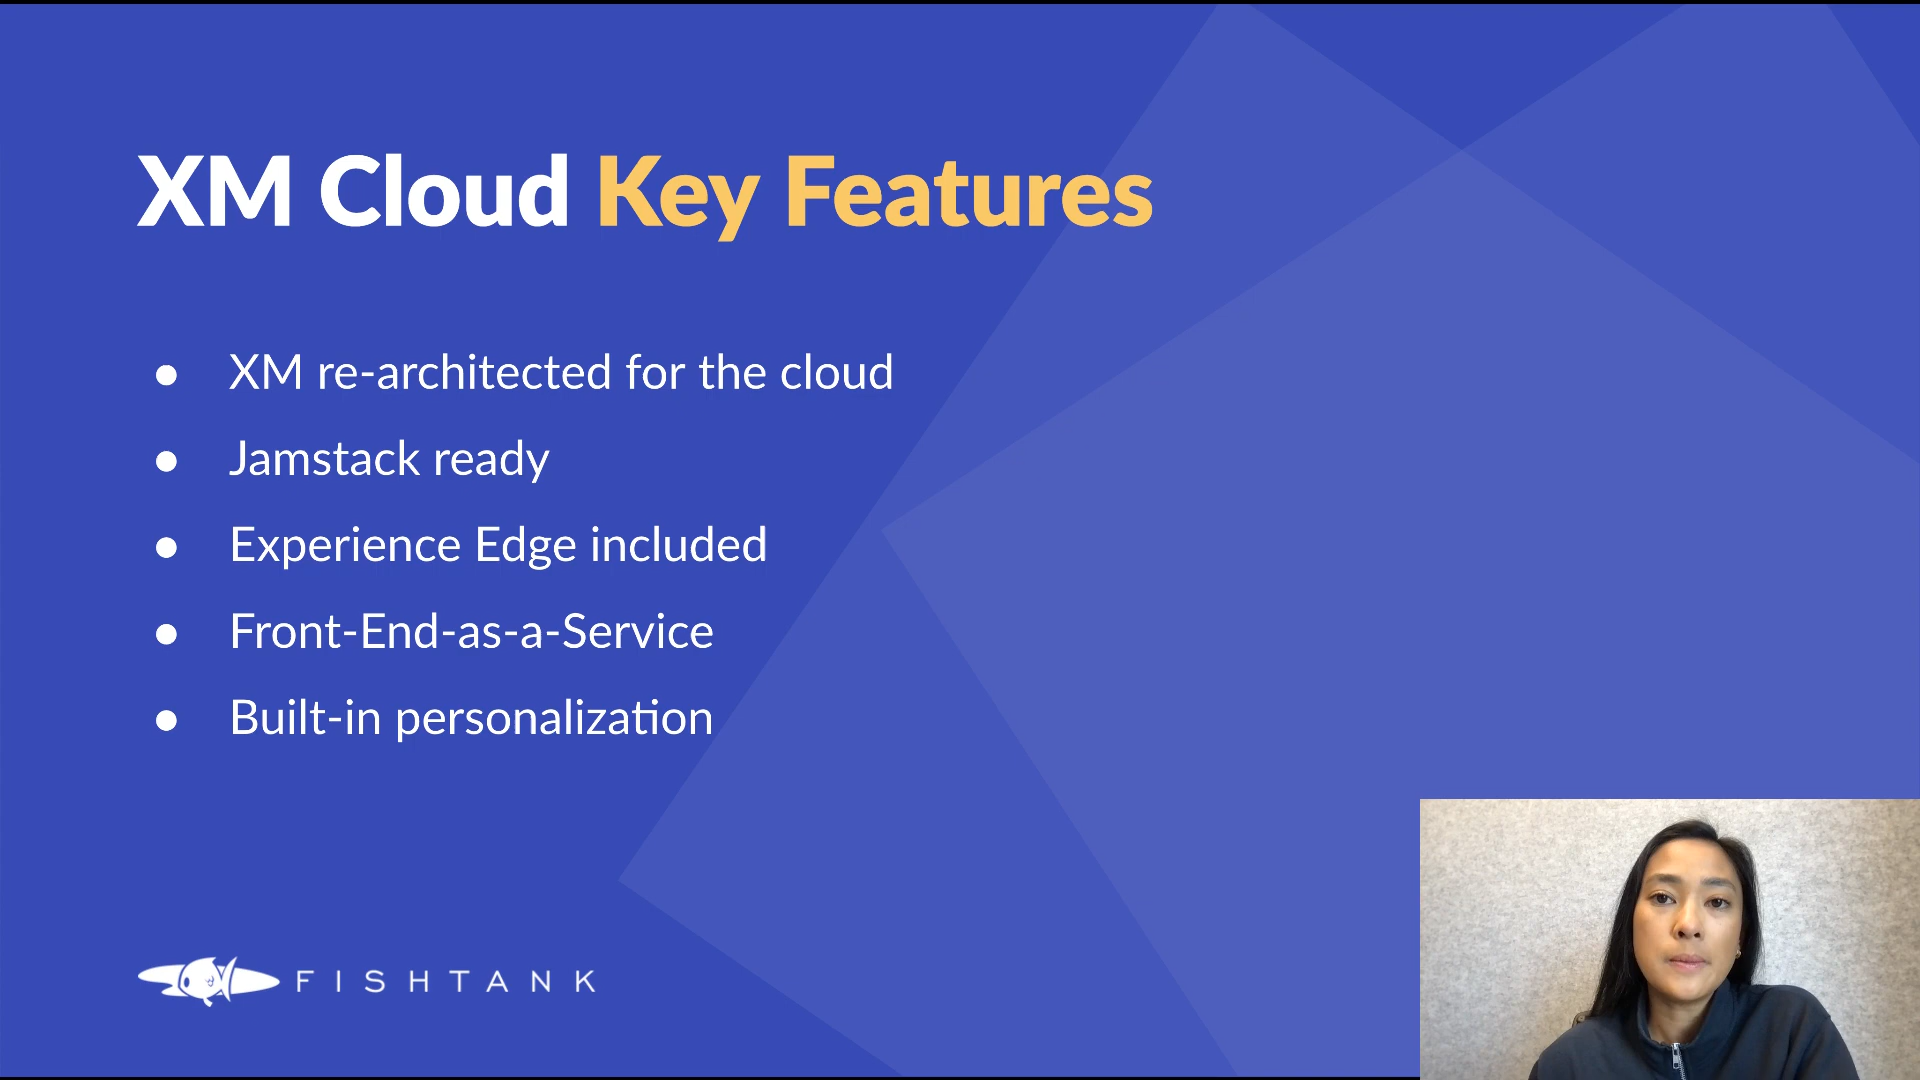 XM Cloud Key Features
● XM re-architected for the cloud
● Jamstack ready
● Experience Edge included
● Front-End-as-a-Service
● Built-in personalization
FISHTANK